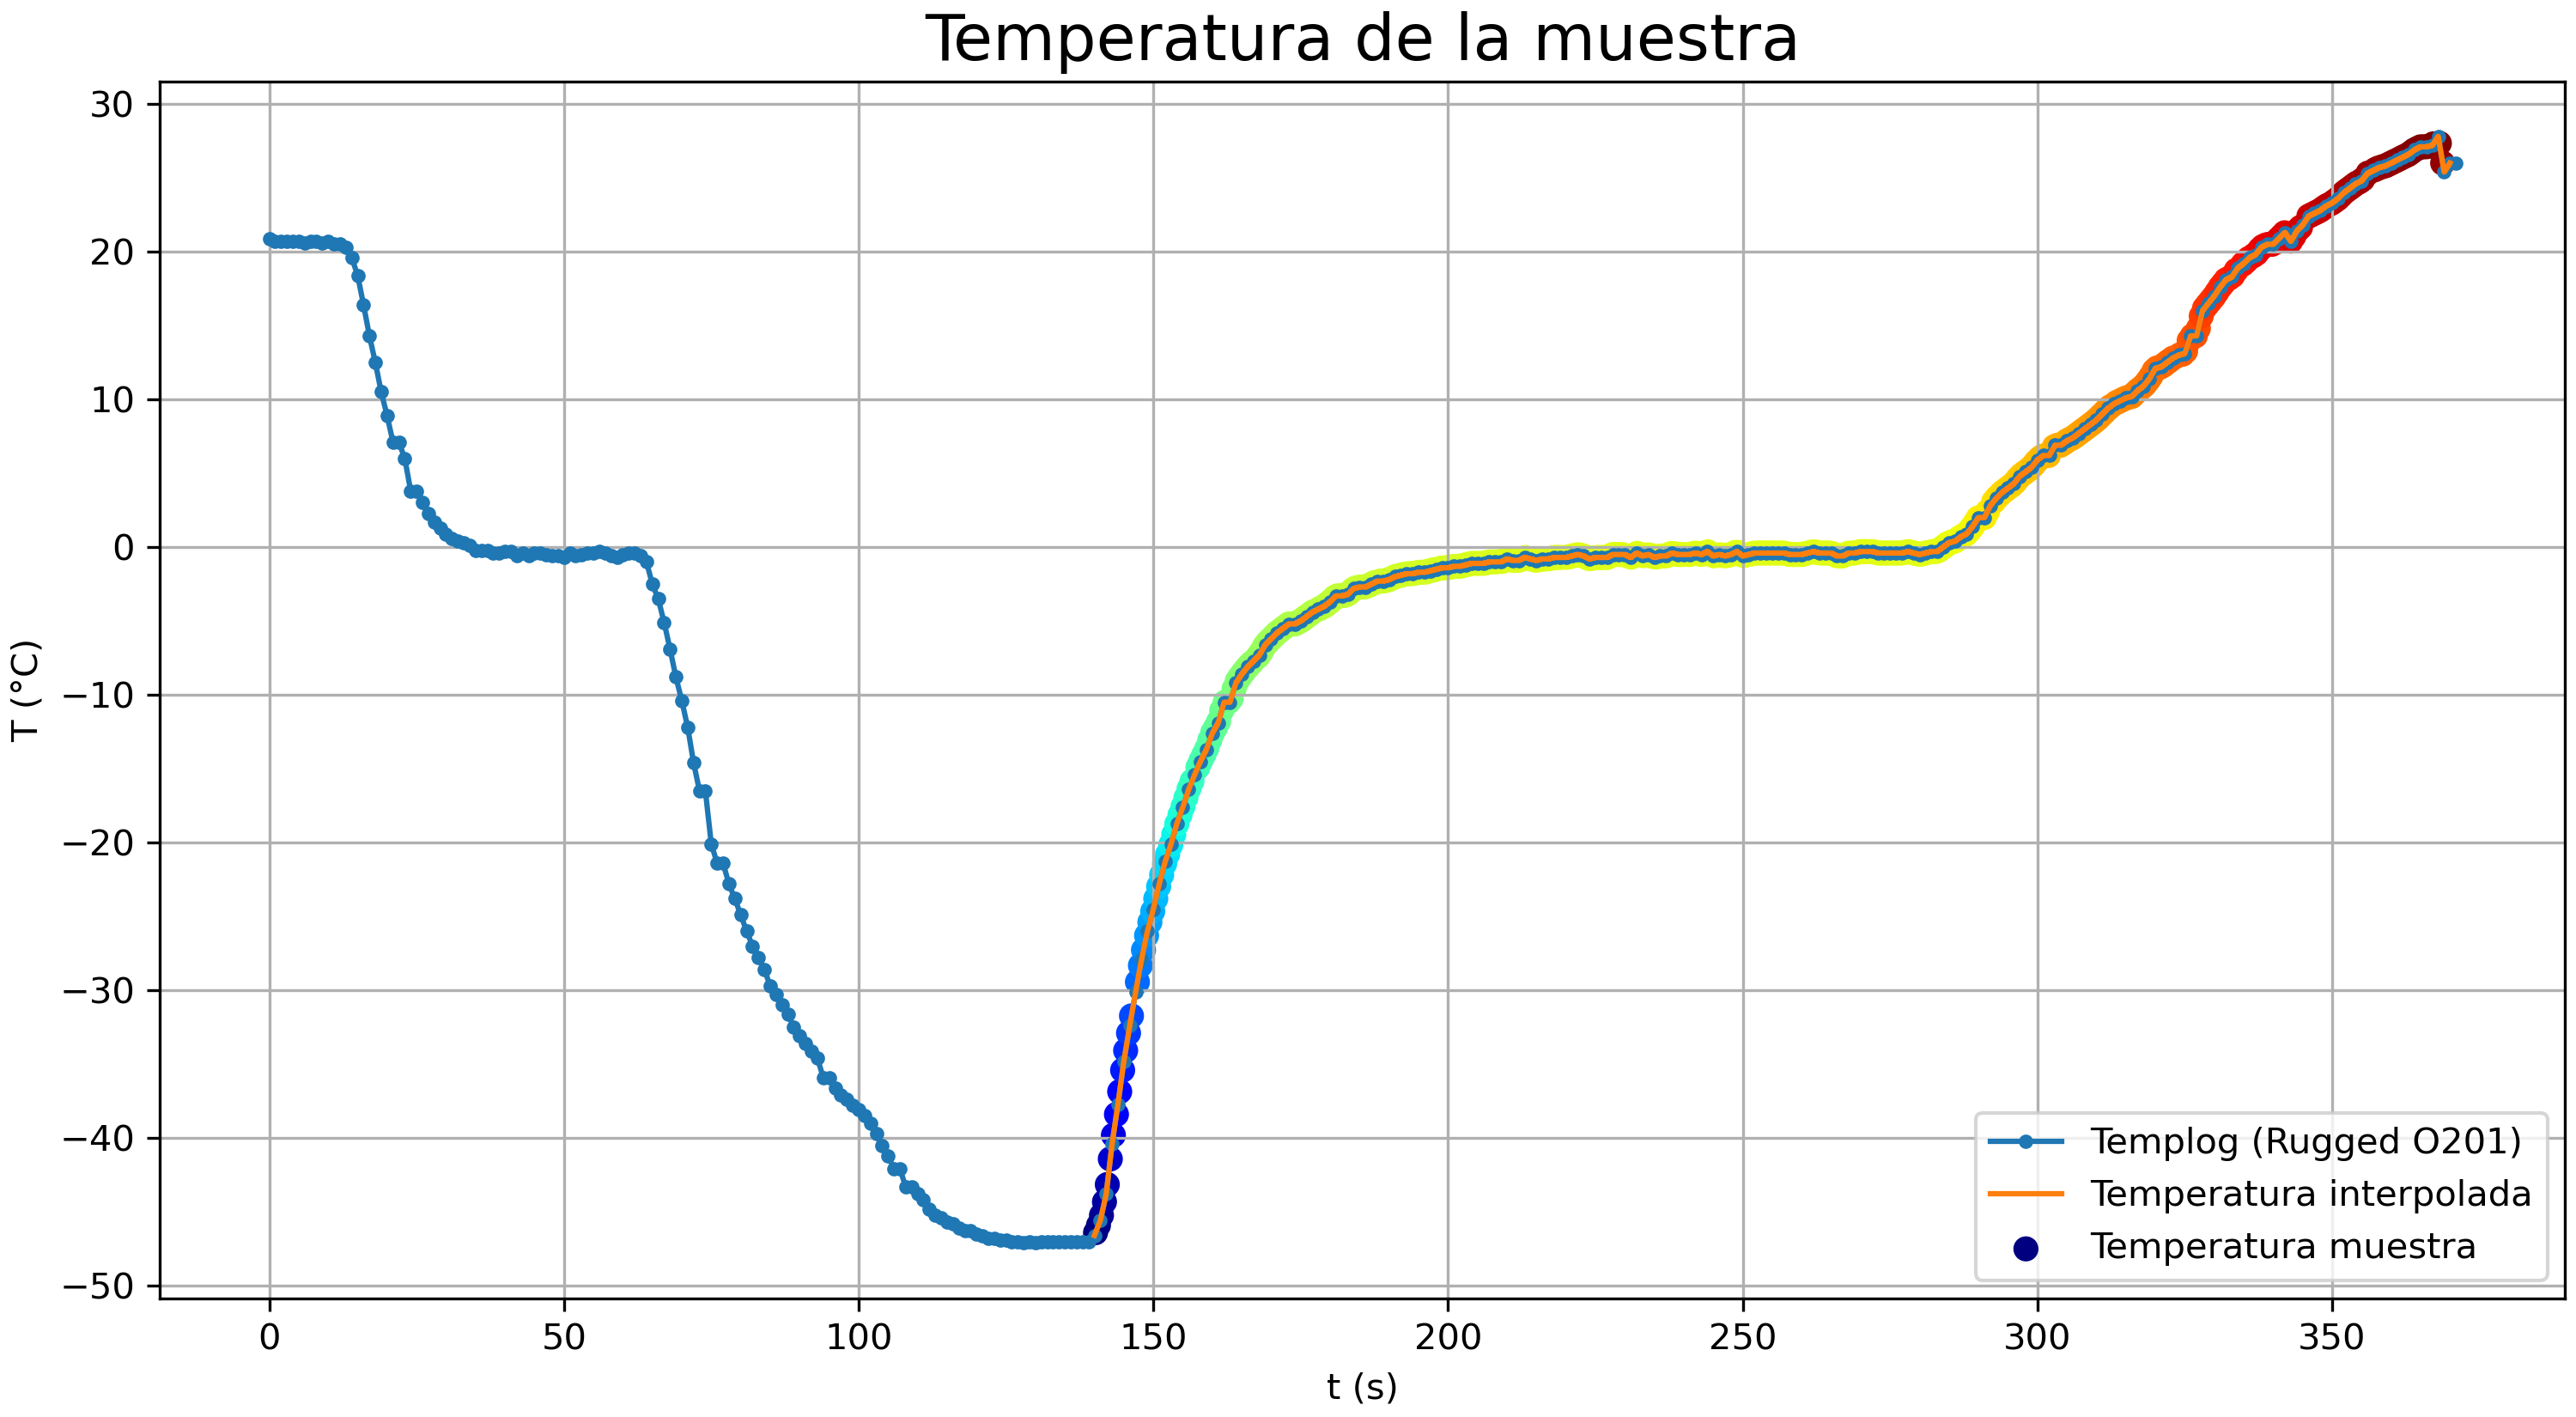 Temperatura de la muestra
30
20
10
0
−10
−20
−30
−40
−50
T (°C)
0 50 100 150 200 250 300 350
t (s)
Templog (Rugged O201)
Temperatura interpolada
Temperatura muestra